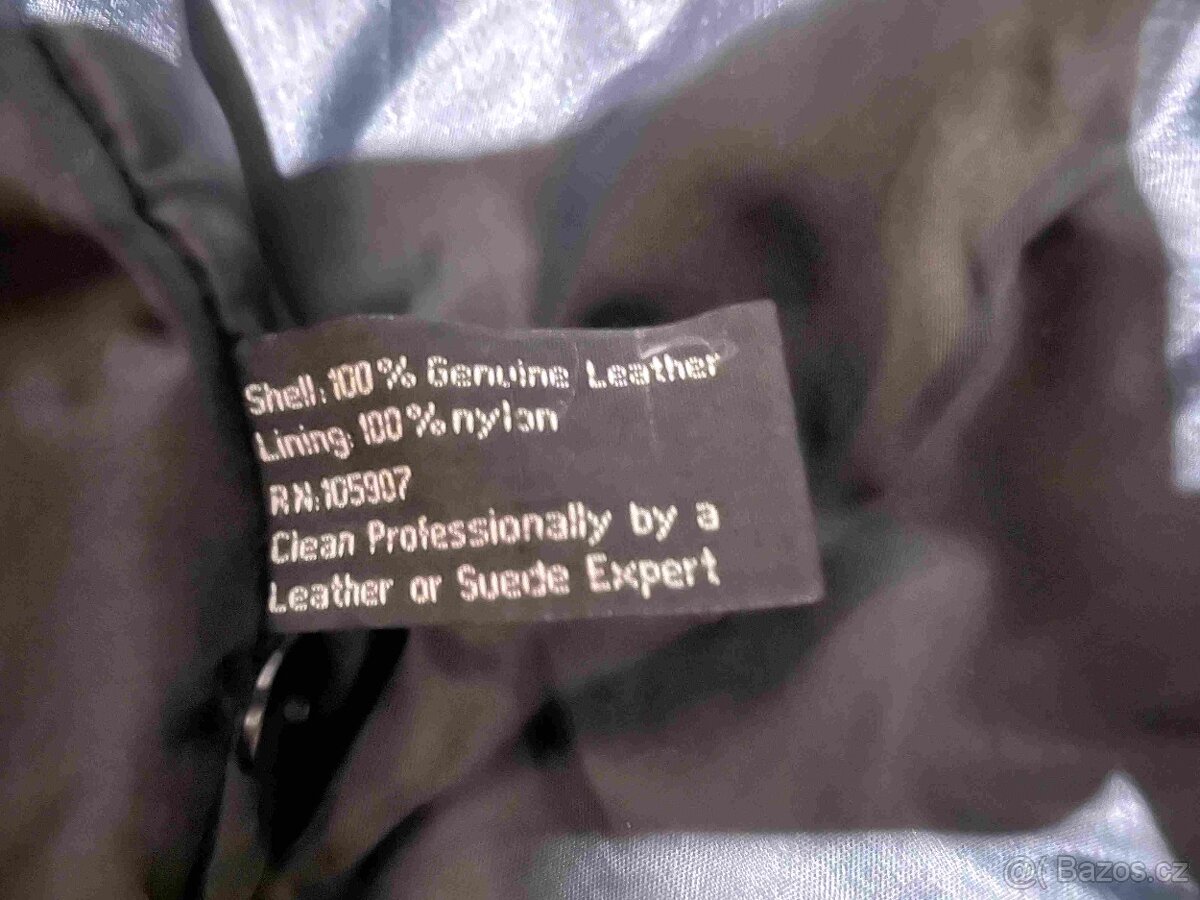 Shell:100% Genuine Leather
Lining:100%nylon
RN:105907
Clean Professionally by a
Leather or Suede Expert
Bazos.cz